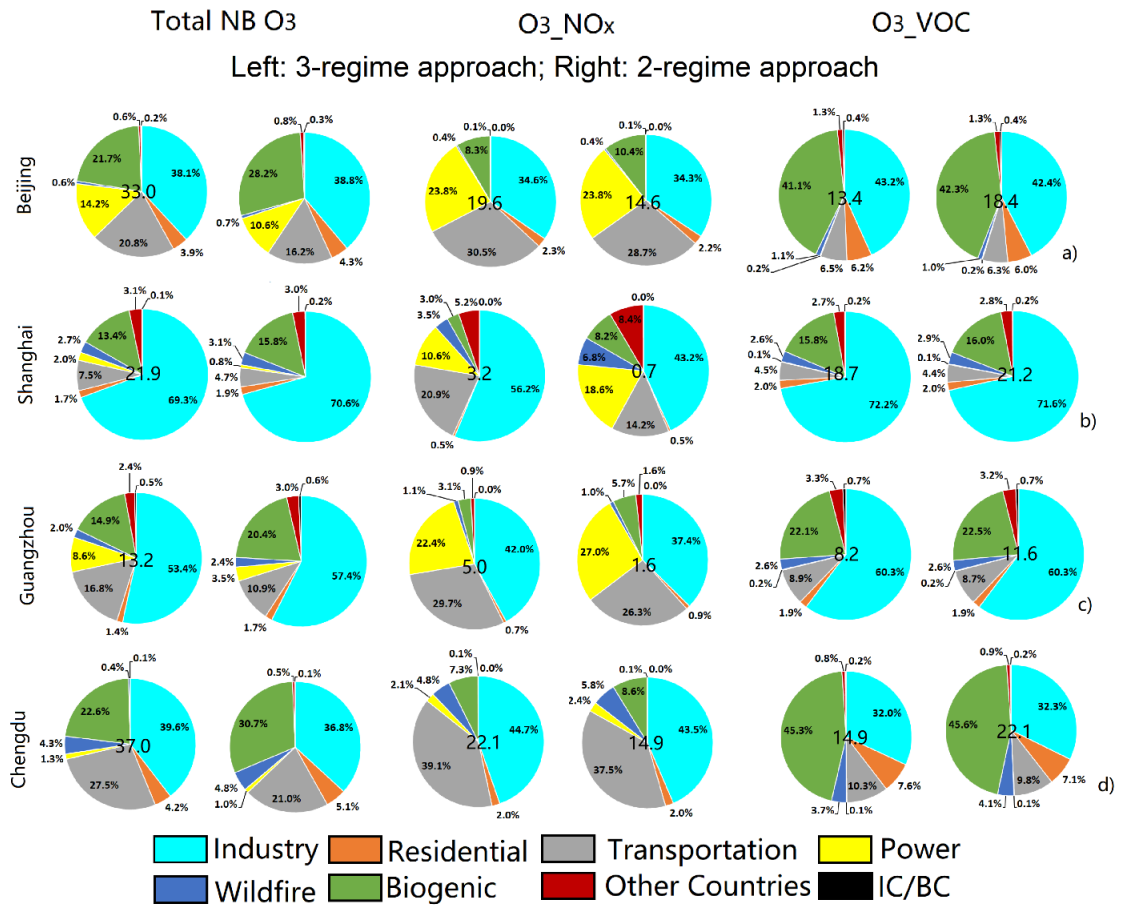 Total NB O3 O3_NOx O3_VOC
Left: 3-regime approach; Right: 2-regime approach
Beijing
0.6% 0.2% 21.7% 38.1% 0.6% 33.0 14.2% 20.8% 3.9%
0.8% 0.3% 28.2% 38.8% 0.7% 10.6% 16.2% 4.3%
0.1% 0.0% 0.4% 8.3% 34.6% 23.8% 19.6 30.5% 2.3%
0.1% 0.0% 0.4% 10.4% 34.3% 23.8% 14.6 28.7% 2.2%
1.3% 0.4% 41.1% 43.2% 13.4 1.1% 0.2% 6.5% 6.2%
1.3% 0.4% 42.3% 42.4% 18.4 1.0% 0.2% 6.3% 6.0%
a)
Shanghai
3.1% 0.1% 13.4% 2.7% 2.0% 21.9 7.5% 1.7% 69.3%
3.0% 0.2% 15.8% 3.1% 0.8% 4.7% 1.9% 70.6%
3.0% 5.2% 0.0% 3.5% 10.6% 3.2 20.9% 56.2% 0.5%
0.0% 8.4% 8.2% 43.2% 6.8% 0.7 18.6% 14.2% 0.5%
2.7% 0.2% 15.8% 2.6% 0.1% 18.7 4.5% 2.0% 72.2%
2.8% 0.2% 16.0% 2.9% 0.1% 21.2 4.4% 2.0% 71.6%
b)
Guangzhou
2.4% 0.5% 14.9% 2.0% 8.6% 13.2 53.4% 16.8% 1.4%
3.0% 0.6% 20.4% 2.4% 3.5% 57.4% 10.9% 1.7%
0.9% 3.1% 0.0% 1.1% 22.4% 42.0% 5.0 29.7% 0.7%
1.6% 5.7% 0.0% 1.0% 27.0% 37.4% 1.6 26.3% 0.9%
3.3% 0.7% 22.1% 8.2 2.6% 0.2% 8.9% 60.3% 1.9%
3.2% 0.7% 22.5% 11.6 2.6% 0.2% 8.7% 60.3% 1.9%
c)
Chengdu
0.4% 0.1% 22.6% 39.6% 4.3% 37.0 1.3% 27.5% 4.2%
0.5% 0.1% 30.7% 36.8% 4.8% 1.0% 21.0% 5.1%
0.1% 4.8% 7.3% 0.0% 2.1% 44.7% 22.1 39.1% 2.0%
0.1% 0.0% 5.8% 8.6% 2.4% 43.5% 14.9 37.5% 2.0%
0.8% 0.2% 45.3% 32.0% 14.9 10.3% 7.6% 3.7% 0.1%
0.9% 0.2% 45.6% 32.3% 22.1 9.8% 7.1% 4.1% 0.1%
d)
Industry Residential Transportation Power
Wildfire Biogenic Other Countries IC/BC